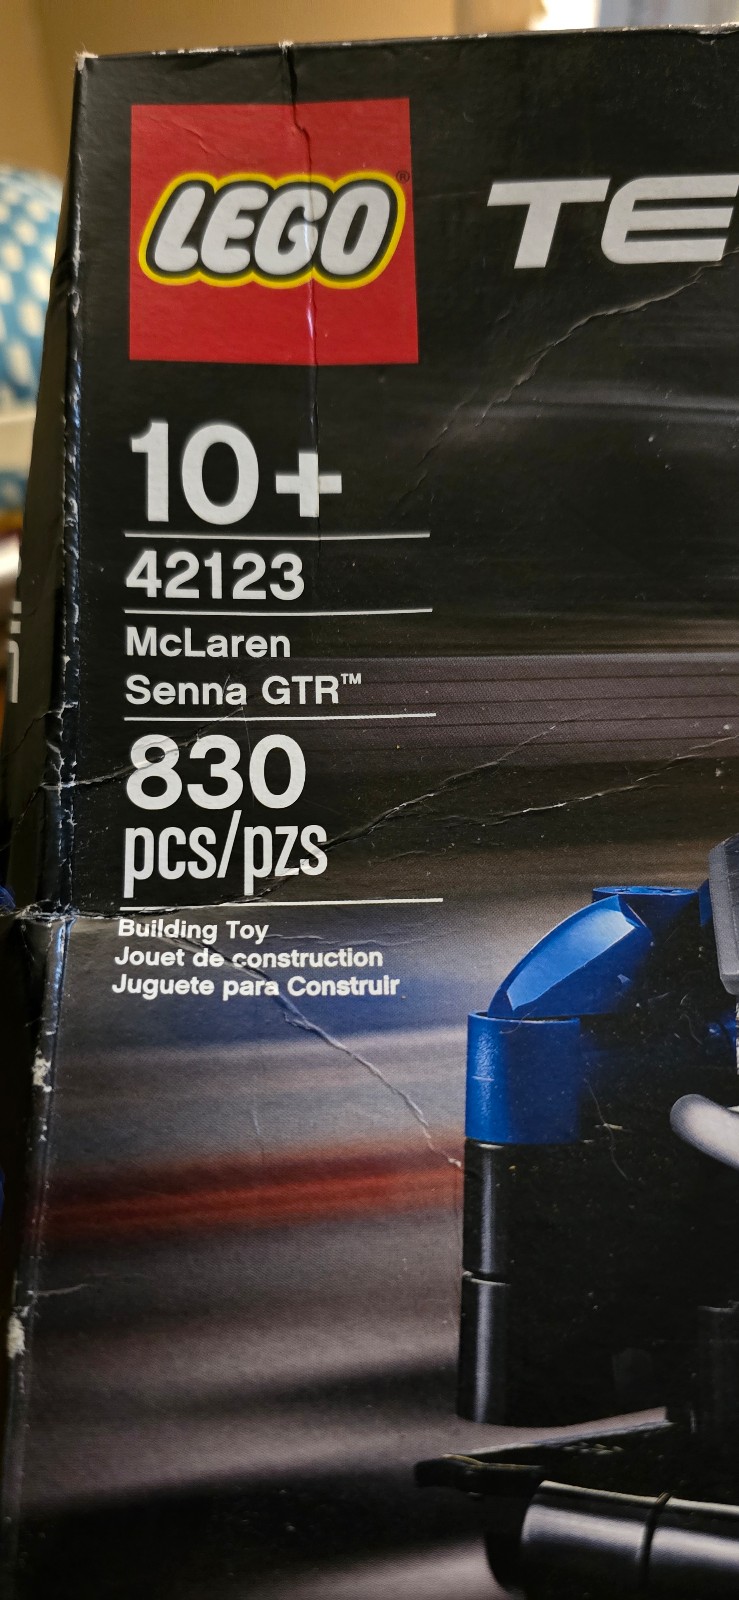 LEGO®
TE
10+
42123
McLaren
Senna GTR™
830
pcs/pzs
Building Toy
Jouet de construction
Juguete para Construir